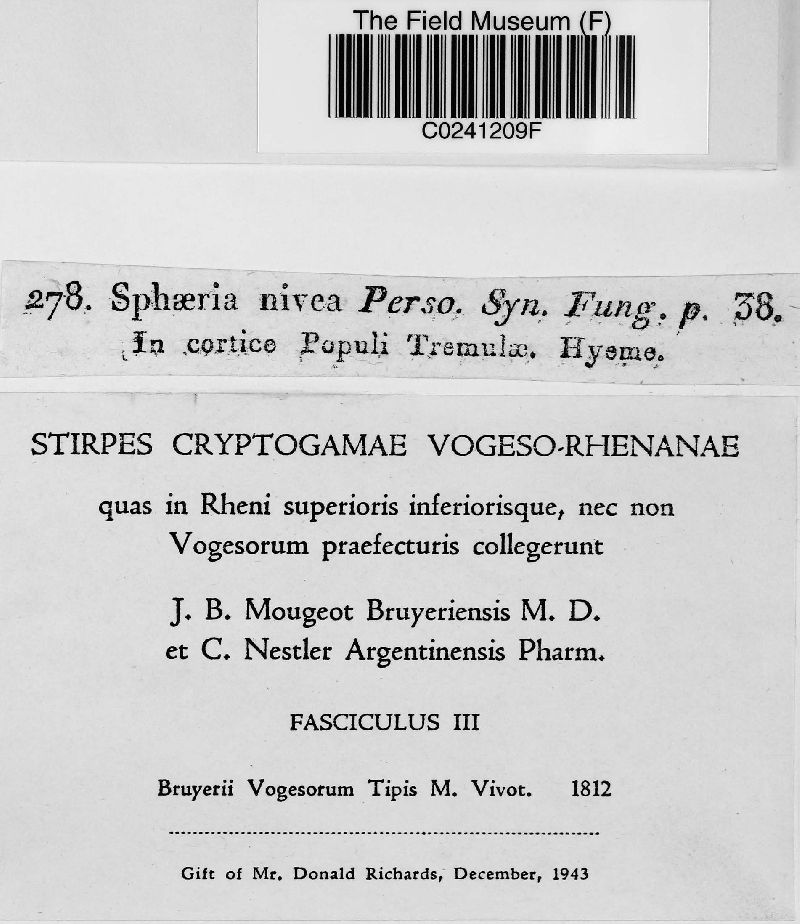 The Field Museum (F)
C0241209F
278. Sphæria nivea Perso. Syn. Fung. p. 38.
In cortice Populi Tremulæ. Hyeme.
STIRPES CRYPTOGAMAE VOGESO-RHENANAE
quas in Rheni superioris inferiorisque, nec non
Vogesorum praefecturis collegerunt
J. B. Mougeot Bruyeriensis M. D.
et C. Nestler Argentinensis Pharm.
FASCICULUS III
Bruyerii Vogesorum Tipis M. Vivot. 1812
Gift of Mr. Donald Richards, December, 1943